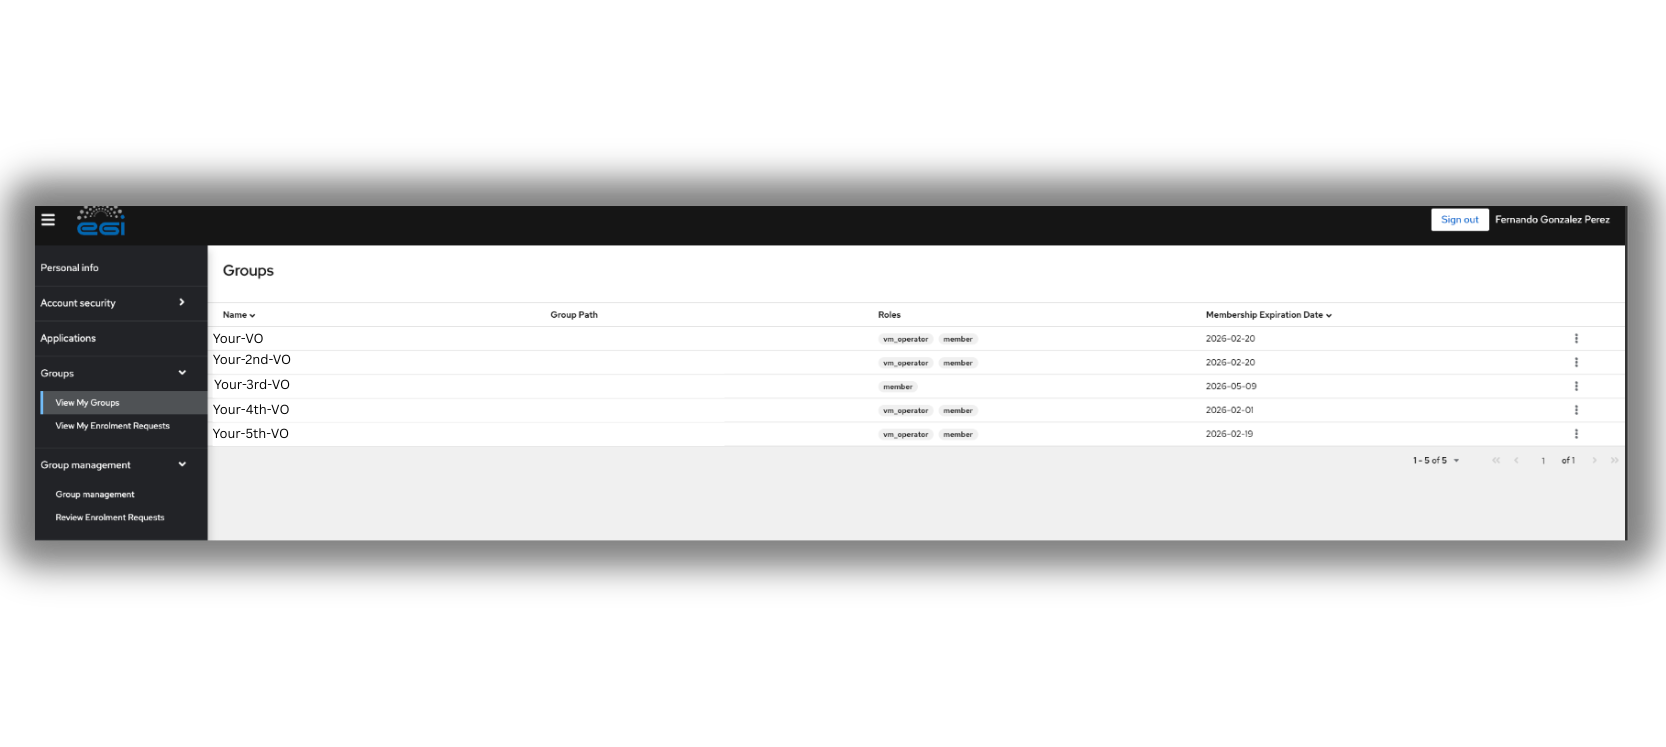 egi
Sign out Fernando Gonzalez Perez
Personal info
Account security
Applications
Groups
View My Groups
View My Enrolment Requests
Group management
Group management
Review Enrolment Requests
Groups
Name Group Path Roles Membership Expiration Date
Your-VO vm_operator member 2026-02-20
Your-2nd-VO vm_operator member 2026-02-20
Your-3rd-VO member 2026-05-09
Your-4th-VO vm_operator member 2026-02-01
Your-5th-VO vm_operator member 2026-02-19
1 - 5 of 5 1 of 1